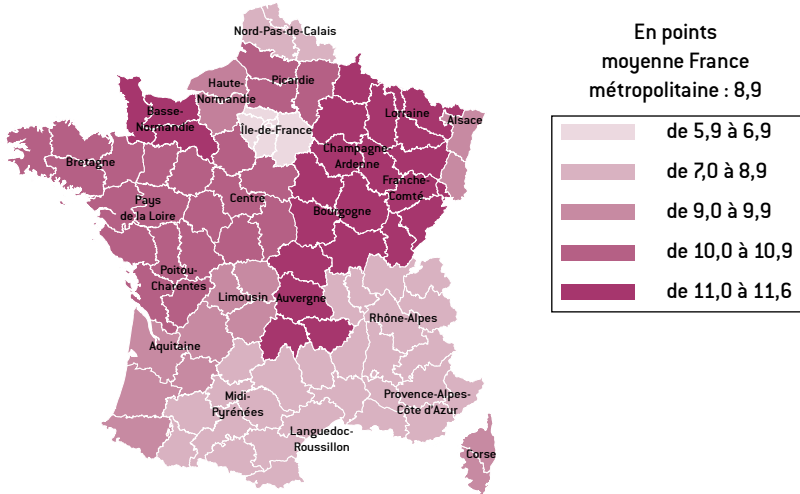 Nord-Pas-de-Calais
Picardie
Haute-
Normandie
Basse-
Normandie
Île-de-France
Lorraine
Alsace
Champagne-
Ardenne
Bretagne
Franche-
Comté
Pays
de la Loire
Centre
Bourgogne
Poitou-
Charentes
Limousin
Auvergne
Rhône-Alpes
Aquitaine
Midi-
Pyrénées
Provence-Alpes-
Côte d'Azur
Languedoc-
Roussillon
Corse
En points
moyenne France
métropolitaine : 8,9
de 5,9 à 6,9
de 7,0 à 8,9
de 9,0 à 9,9
de 10,0 à 10,9
de 11,0 à 11,6